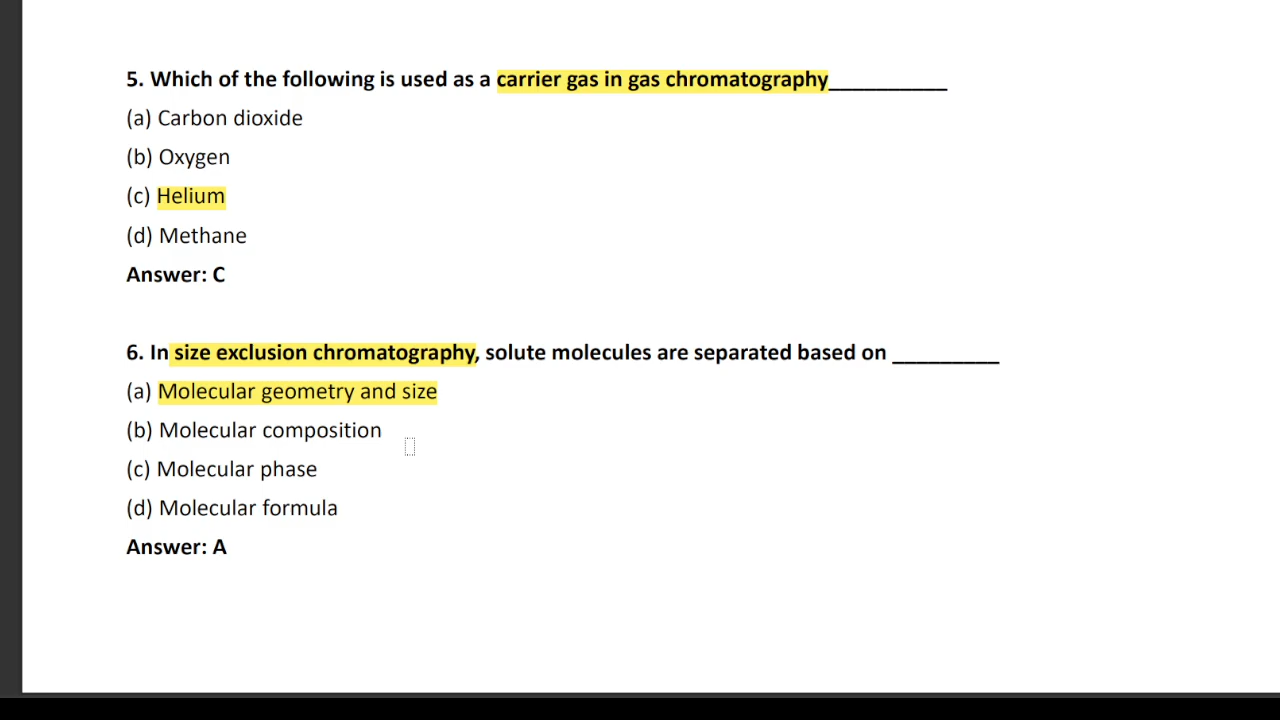 5. Which of the following is used as a carrier gas in gas chromatography__________
(a) Carbon dioxide
(b) Oxygen
(c) Helium
(d) Methane
Answer: C
6. In size exclusion chromatography, solute molecules are separated based on _________
(a) Molecular geometry and size
(b) Molecular composition
(c) Molecular phase
(d) Molecular formula
Answer: A